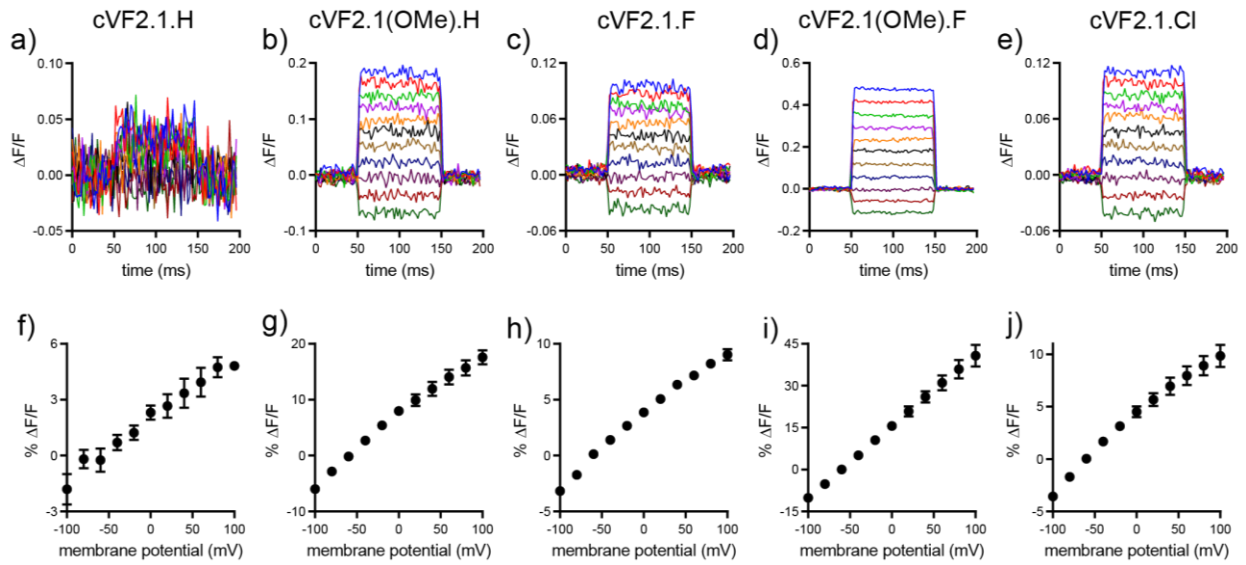 cVF2.1.H cVF2.1(OMe).H cVF2.1.F cVF2.1(OMe).F cVF2.1.Cl
a) b) c) d) e)
0.10 0.2 0.12 0.6 0.12
0.05 0.1 0.06 0.4 0.06
0.00 0.0 0.00 0.2 0.00
-0.05 -0.1 -0.06 0.0 -0.06
-0.2
ΔF/F ΔF/F ΔF/F ΔF/F ΔF/F
0 50 100 150 200 0 50 100 150 200 0 50 100 150 200 0 50 100 150 200 0 50 100 150 200
time (ms) time (ms) time (ms) time (ms) time (ms)
f) g) h) i) j)
6 20 10 45 10
3 10 5 30 5
0 0 0 15 0
-3 -10 -5 0 -5
-15
% ΔF/F % ΔF/F % ΔF/F % ΔF/F % ΔF/F
-100 -50 0 50 100 -100 -50 0 50 100 -100 -50 0 50 100 -100 -50 0 50 100 -100 -50 0 50 100
membrane potential (mV) membrane potential (mV) membrane potential (mV) membrane potential (mV) membrane potential (mV)